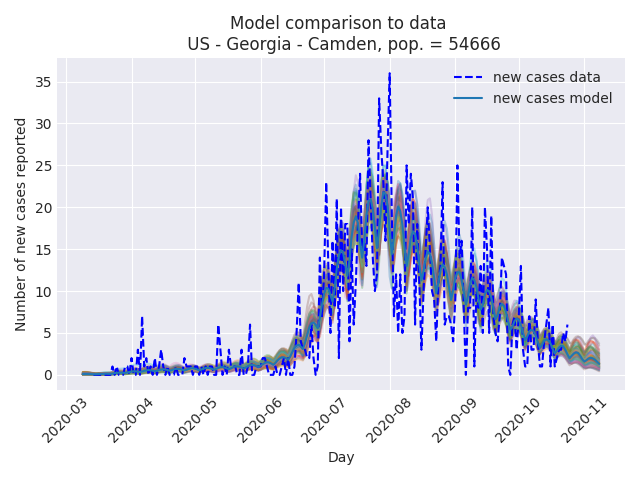 Model comparison to data
US - Georgia - Camden, pop. = 54666
new cases data
new cases model
Number of new cases reported
35
30
25
20
15
10
5
0
2020-03
2020-04
2020-05
2020-06
2020-07
2020-08
2020-09
2020-10
2020-11
Day